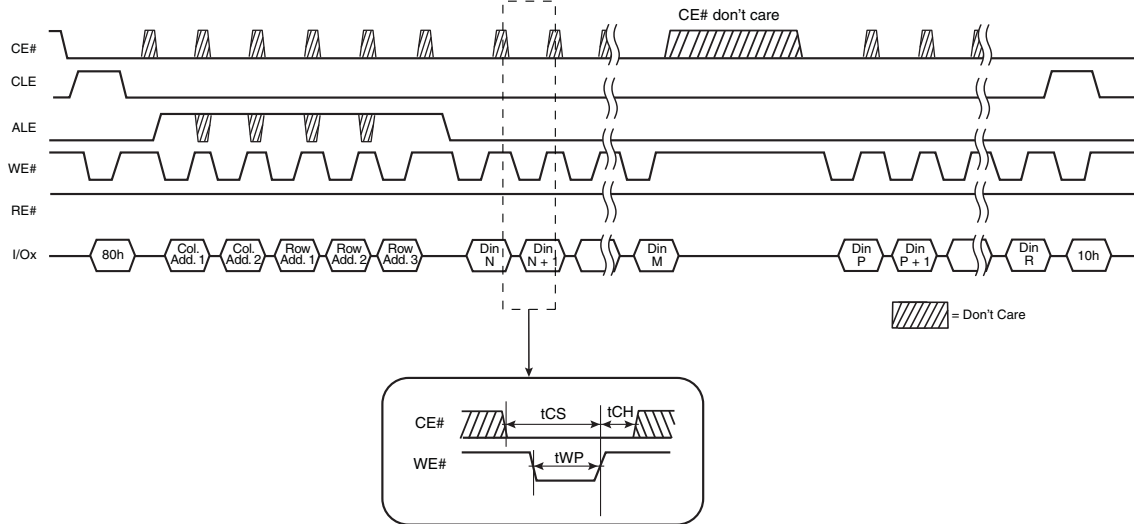 CE# don't care
CE#
CLE
ALE
WE#
RE#
I/Ox
80h
Col.
Add. 1
Col.
Add. 2
Row
Add. 1
Row
Add. 2
Row
Add. 3
Din
N
Din
N + 1
Din
M
Din
P
Din
P + 1
Din
R
10h
= Don't Care
CE#
tCS
tCH
WE#
tWP